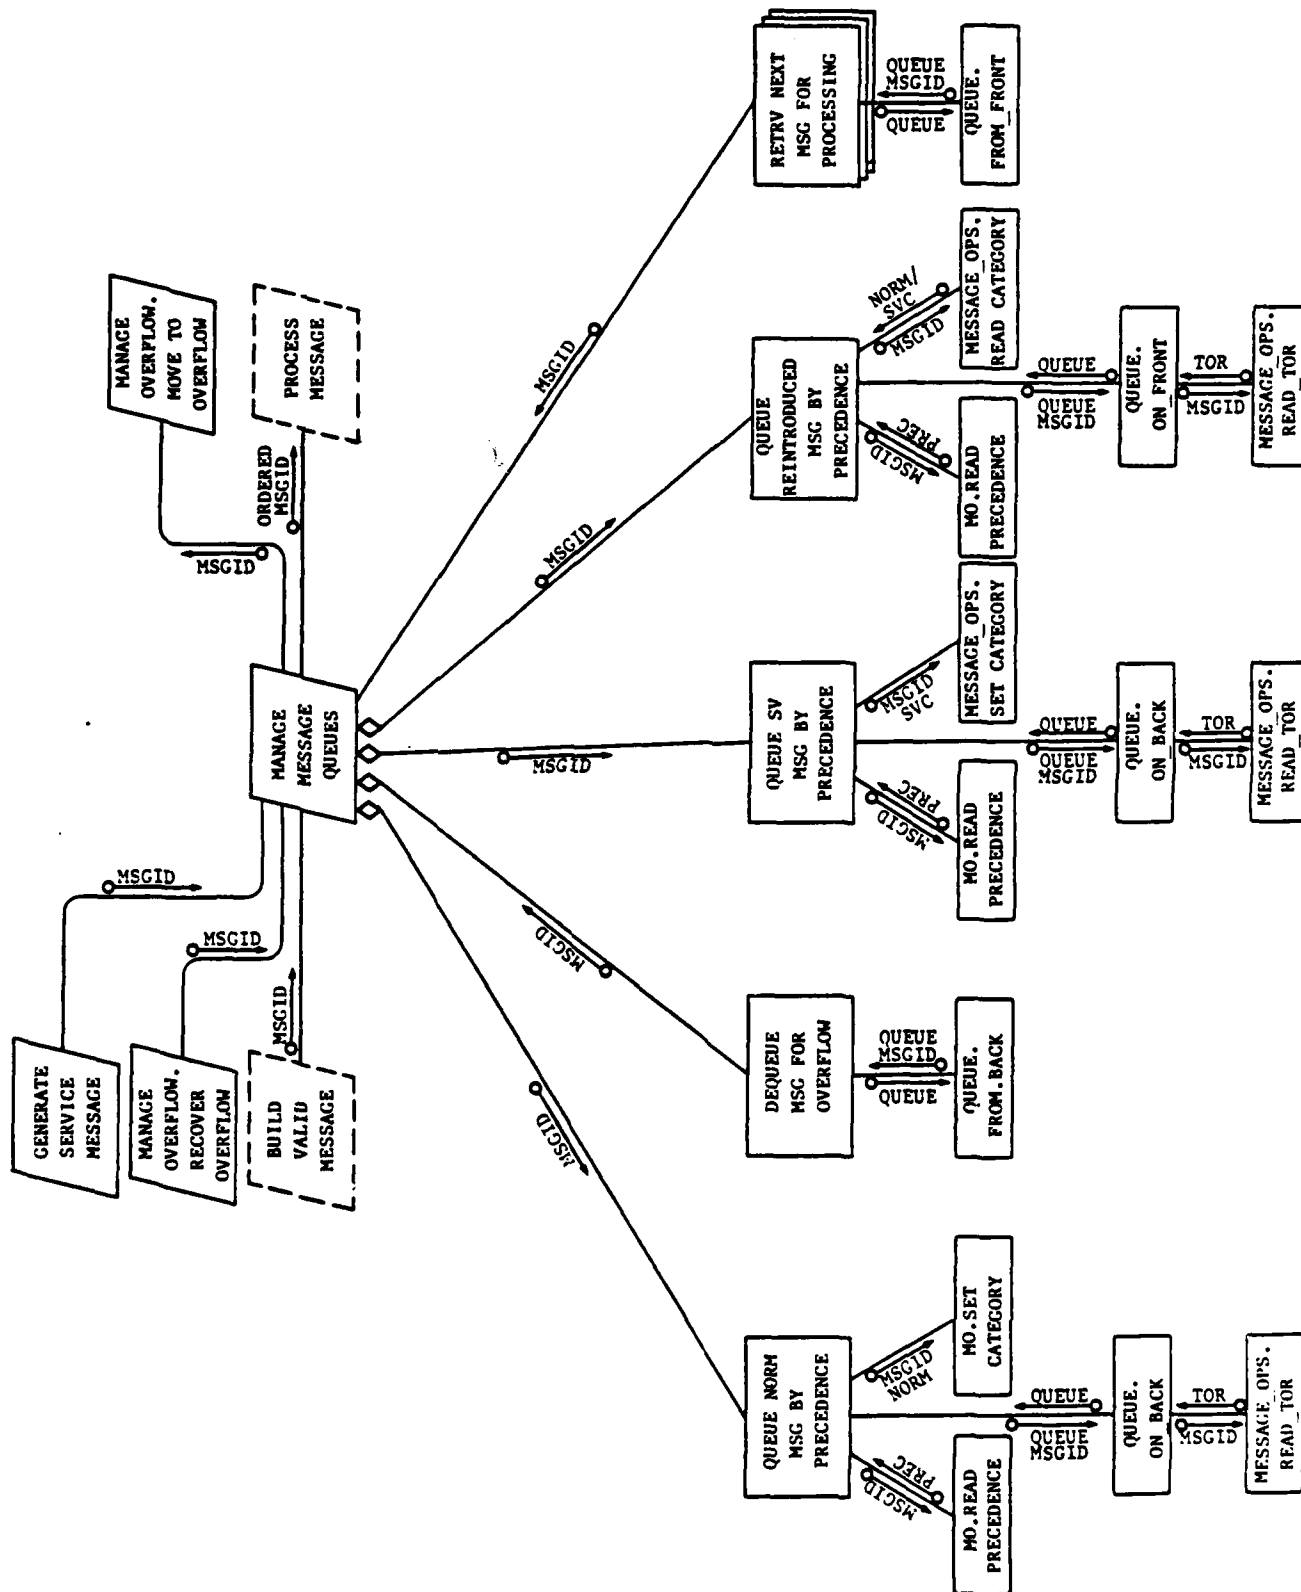 GENERATE
SERVICE
MESSAGE
MSGID
MANAGE
OVERFLOW.
RECOVER
OVERFLOW
MSGID
BUILD
VALID
MESSAGE
MSGID
MANAGE
MESSAGE
QUEUES
MSGID
MANAGE
OVERFLOW.
MOVE TO
OVERFLOW
ORDERED
MSGID
PROCESS
MESSAGE
MSGID
MSGID
MSGID
MSGID
MSGID
QUEUE NORM
MSG BY
PRECEDENCE
DEQUEUE
MSG FOR
OVERFLOW
QUEUE SV
MSG BY
PRECEDENCE
QUEUE
REINTRODUCED
MSG BY
PRECEDENCE
RETRV NEXT
MSG FOR
PROCESSING
MSGID
PREC
MSGID
NORM
QUEUE
QUEUE
MSGID
MSGID
PREC
MSGID
SVC
MSGID
PREC
NORM/
SVC
MSGID
QUEUE
QUEUE
MSGID
MO.READ
PRECEDENCE
MO.SET
CATEGORY
QUEUE.
FROM.BACK
MO.READ
PRECEDENCE
MESSAGE_OPS.
SET CATEGORY
MO.READ
PRECEDENCE
MESSAGE_OPS.
READ CATEGORY
QUEUE.
FROM_FRONT
QUEUE
QUEUE
MSGID
QUEUE
QUEUE
MSGID
QUEUE
QUEUE
MSGID
QUEUE.
ON BACK
QUEUE.
ON_BACK
QUEUE.
ON_FRONT
TOR
MSGID
TOR
MSGID
TOR
MSGID
MESSAGE_OPS.
READ_TOR
MESSAGE_OPS.
READ_TOR
MESSAGE_OPS.
READ_TOR